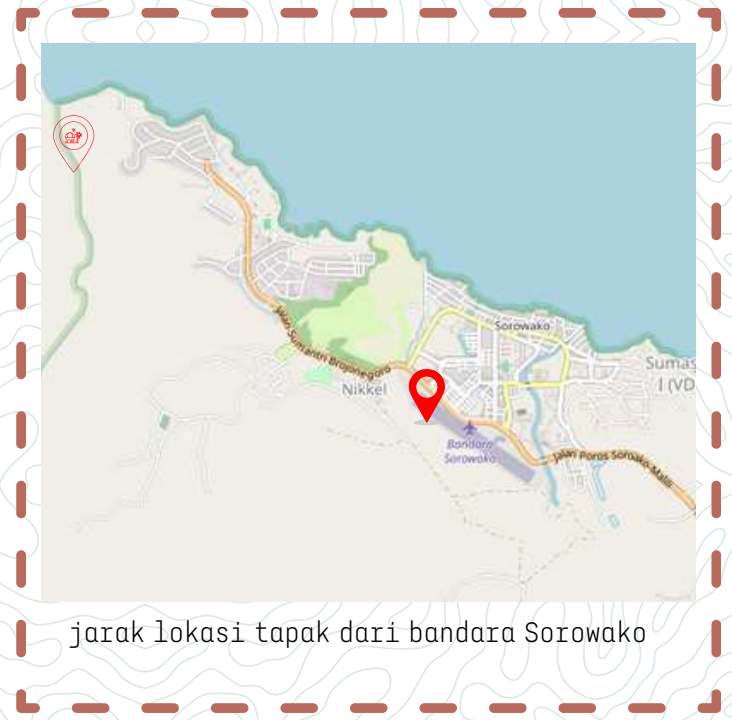 Sorowako
Sumas
I (VD
Jalan Sumantri Brojonegoro
Nikkel
Bandara
Sorowako
Jalan Poros Soroako-Malili
jarak lokasi tapak dari bandara Sorowako